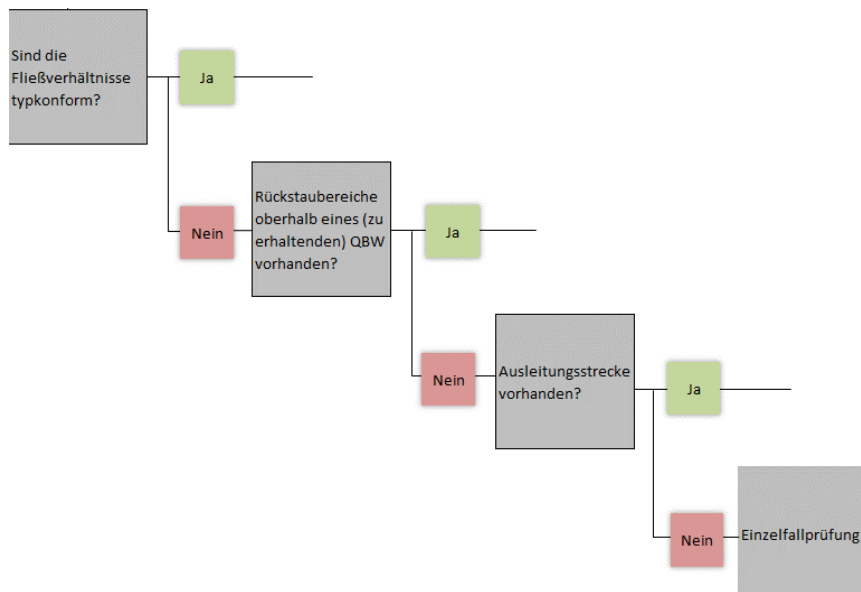 Sind die
Fließverhältnisse
typkonform?
Ja
Nein
Rückstaubereiche
oberhalb eines (zu
erhaltenden) QBW
vorhanden?
Ja
Nein
Ausleitungsstrecke
vorhanden?
Ja
Nein
Einzelfallprüfung